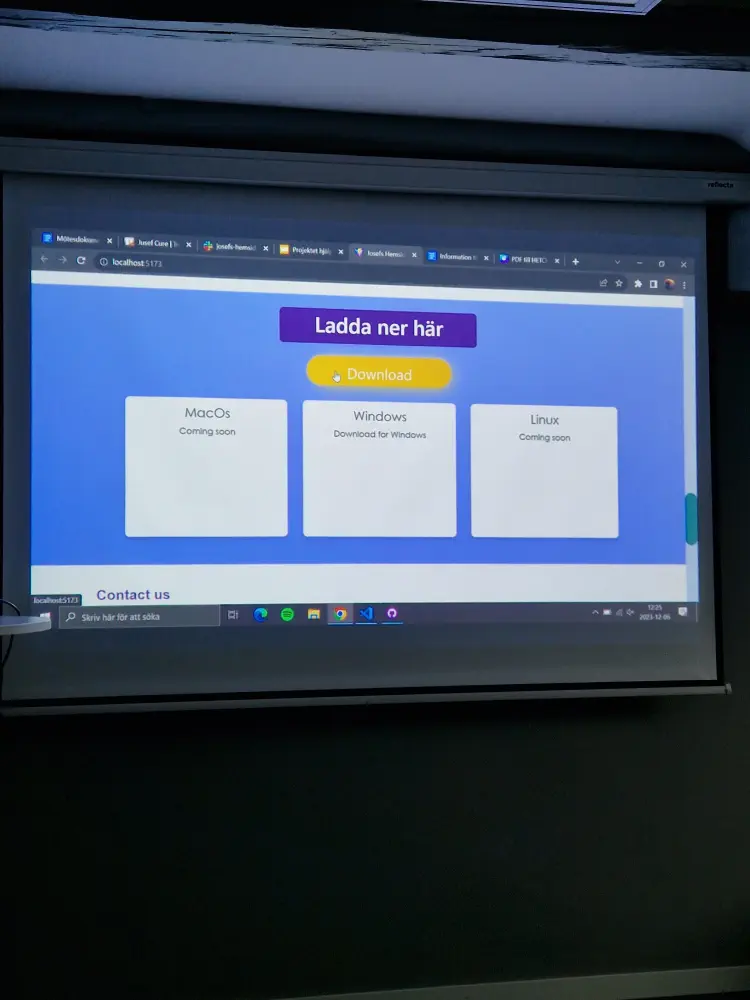 reflecta
Mötesdokum
Jusef Cure | T
Josefs-hemsid
Projektet hjälp
Josefs Hemsi
Information
PDF till
localhost:5173
Ladda ner här
Download
MacOs
Coming soon
Windows
Download for Windows
Linux
Coming soon
Contact us
localhost:5173
Skriv här för att söka
12:25
2023-12-06